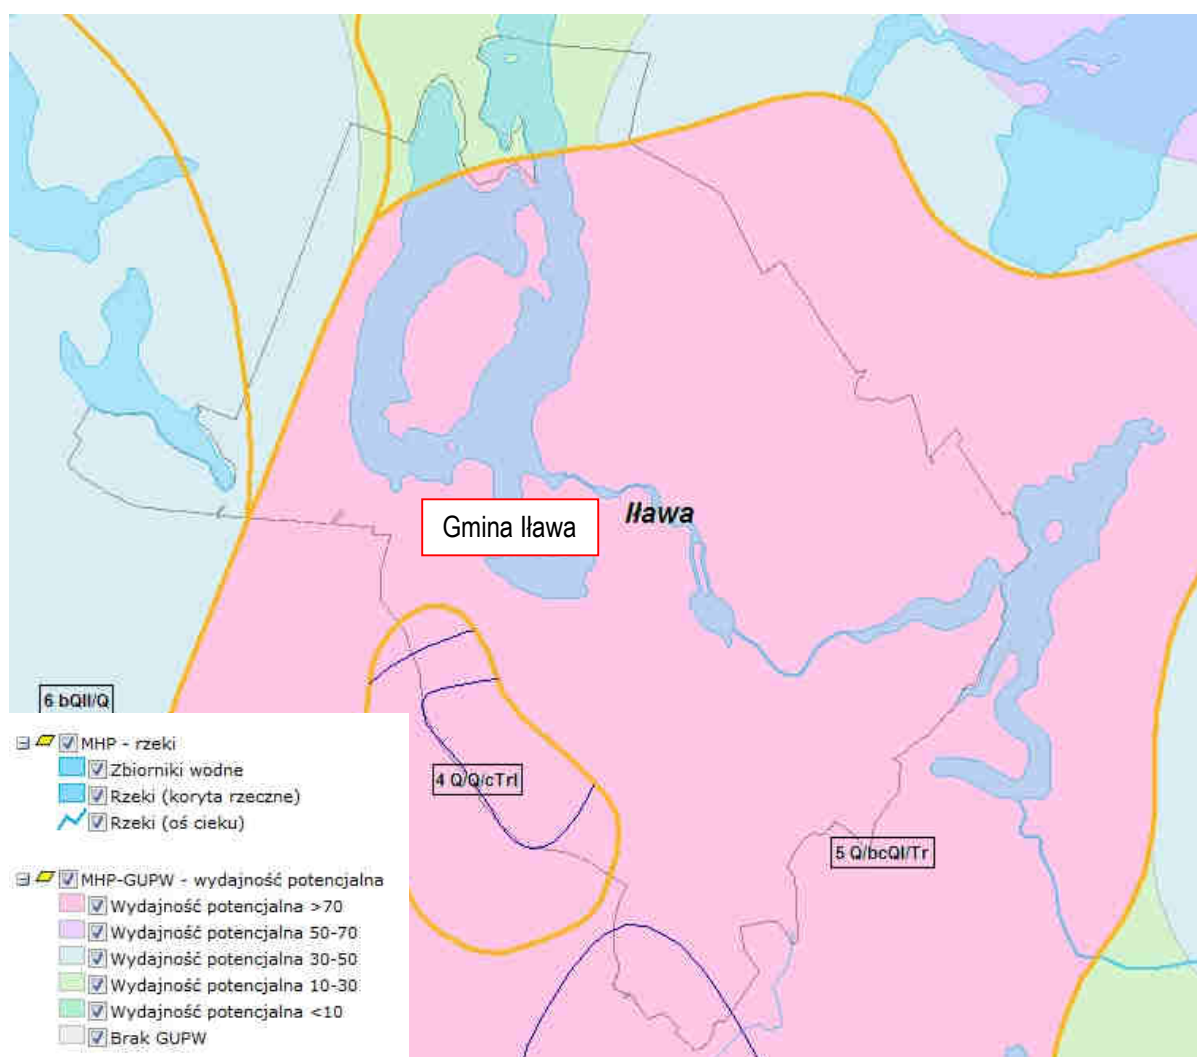 Iława
Gmina Iława
6 bQII/Q
4 Q/Q/cTrI
5 Q/bcQI/Tr
MHP - rzeki
Zbiorniki wodne
Rzeki (koryta rzeczne)
Rzeki (oś cieku)
MHP-GUPW - wydajność potencjalna
Wydajność potencjalna >70
Wydajność potencjalna 50-70
Wydajność potencjalna 30-50
Wydajność potencjalna 10-30
Wydajność potencjalna <10
Brak GUPW